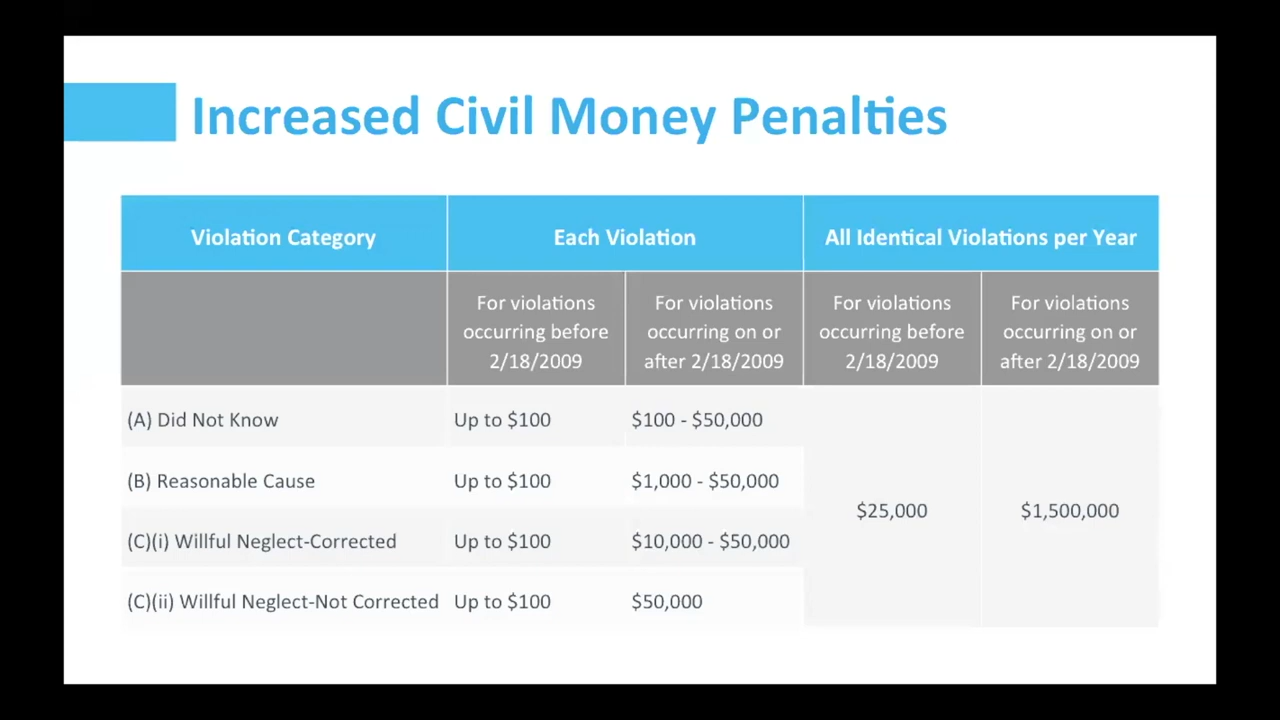 Increased Civil Money Penalties
Violation Category
Each Violation
All Identical Violations per Year
For violations
occurring before
2/18/2009
For violations
occurring on or
after 2/18/2009
For violations
occurring before
2/18/2009
For violations
occurring on or
after 2/18/2009
(A) Did Not Know
Up to $100
$100 - $50,000
(B) Reasonable Cause
Up to $100
$1,000 - $50,000
$25,000
$1,500,000
(C)(i) Willful Neglect-Corrected
Up to $100
$10,000 - $50,000
(C)(ii) Willful Neglect-Not Corrected
Up to $100
$50,000